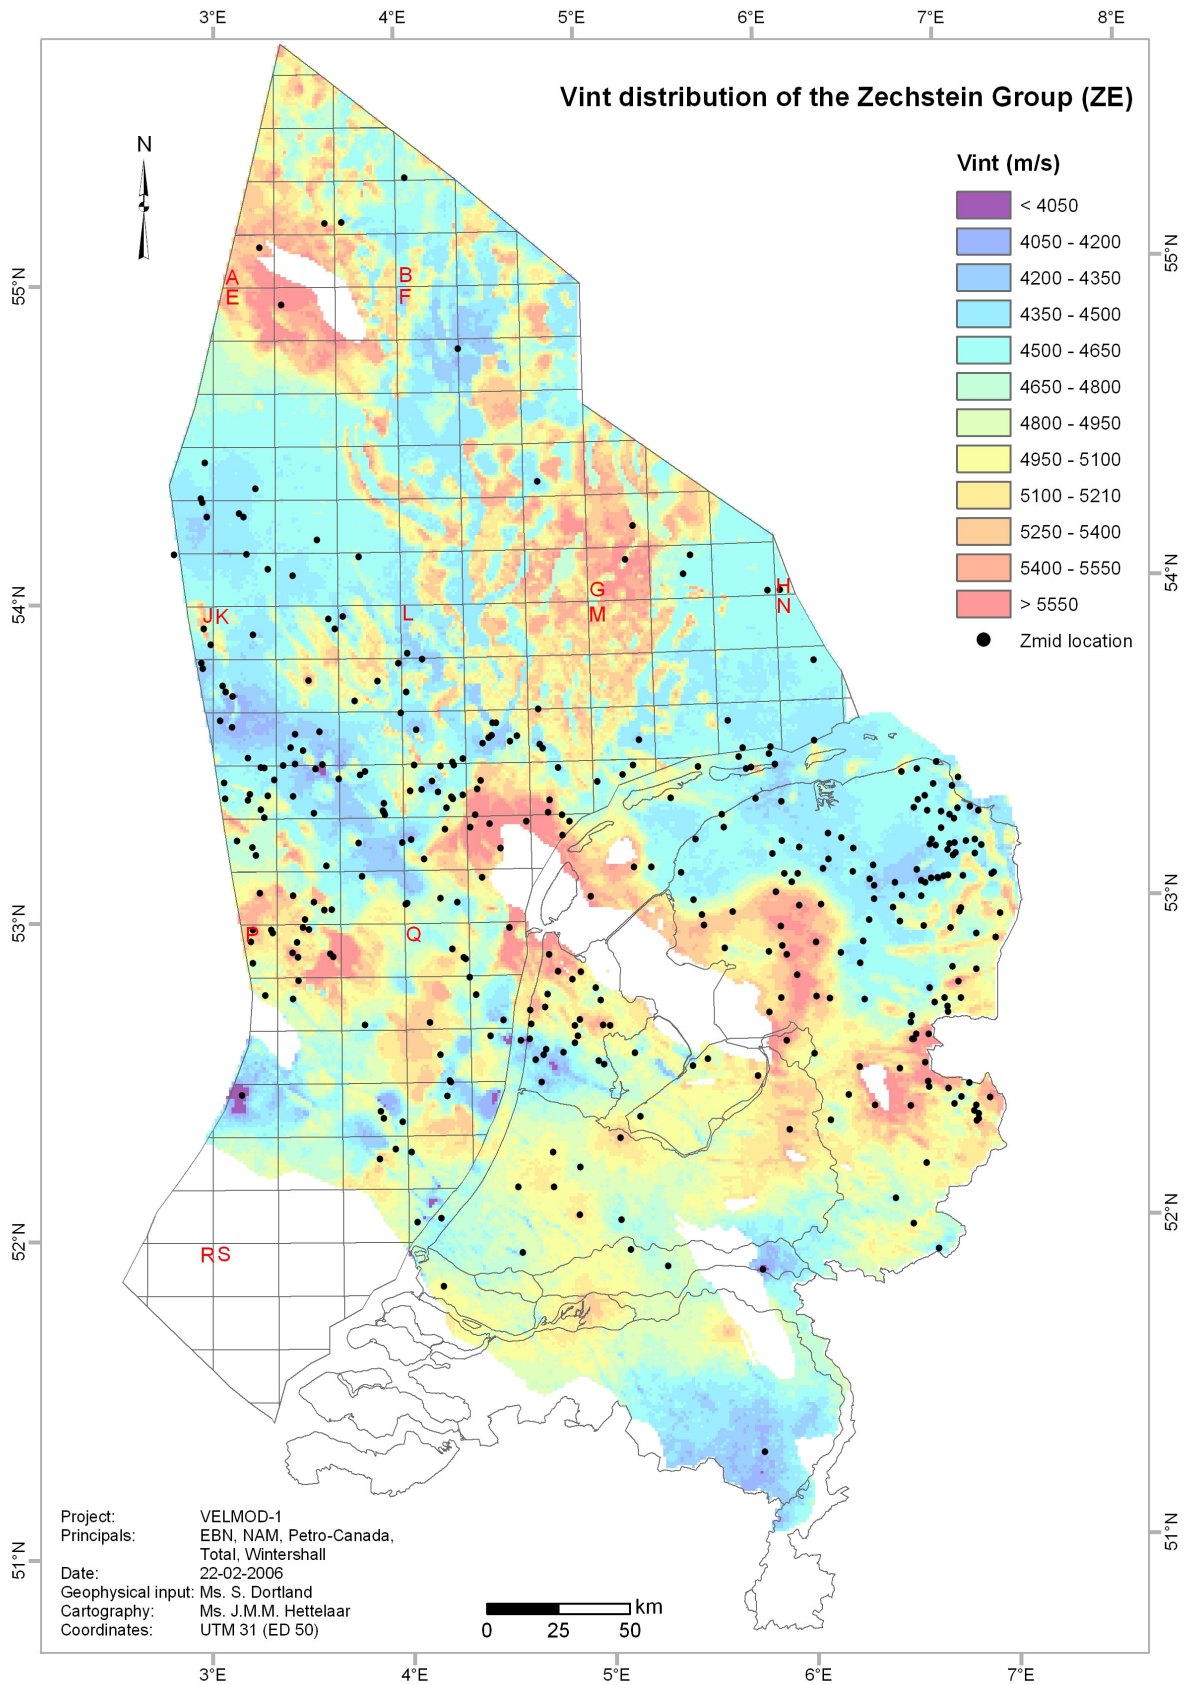 3°E 4°E 5°E 6°E 7°E 8°E
Vint distribution of the Zechstein Group (ZE)
N
Vint (m/s)
< 4050
4050 - 4200
4200 - 4350
4350 - 4500
4500 - 4650
4650 - 4800
4800 - 4950
4950 - 5100
5100 - 5210
5250 - 5400
5400 - 5550
> 5550
Zmid location
55°N
55°N
A
E
B
F
54°N
54°N
G
M
H
N
J K
L
53°N
53°N
P
Q
52°N
52°N
R S
51°N
51°N
Project: VELMOD-1
Principals: EBN, NAM, Petro-Canada,
Total, Wintershall
Date: 22-02-2006
Geophysical input: Ms. S. Dortland
Cartography: Ms. J.M.M. Hettelaar
Coordinates: UTM 31 (ED 50)
km
0 25 50
3°E 4°E 5°E 6°E 7°E